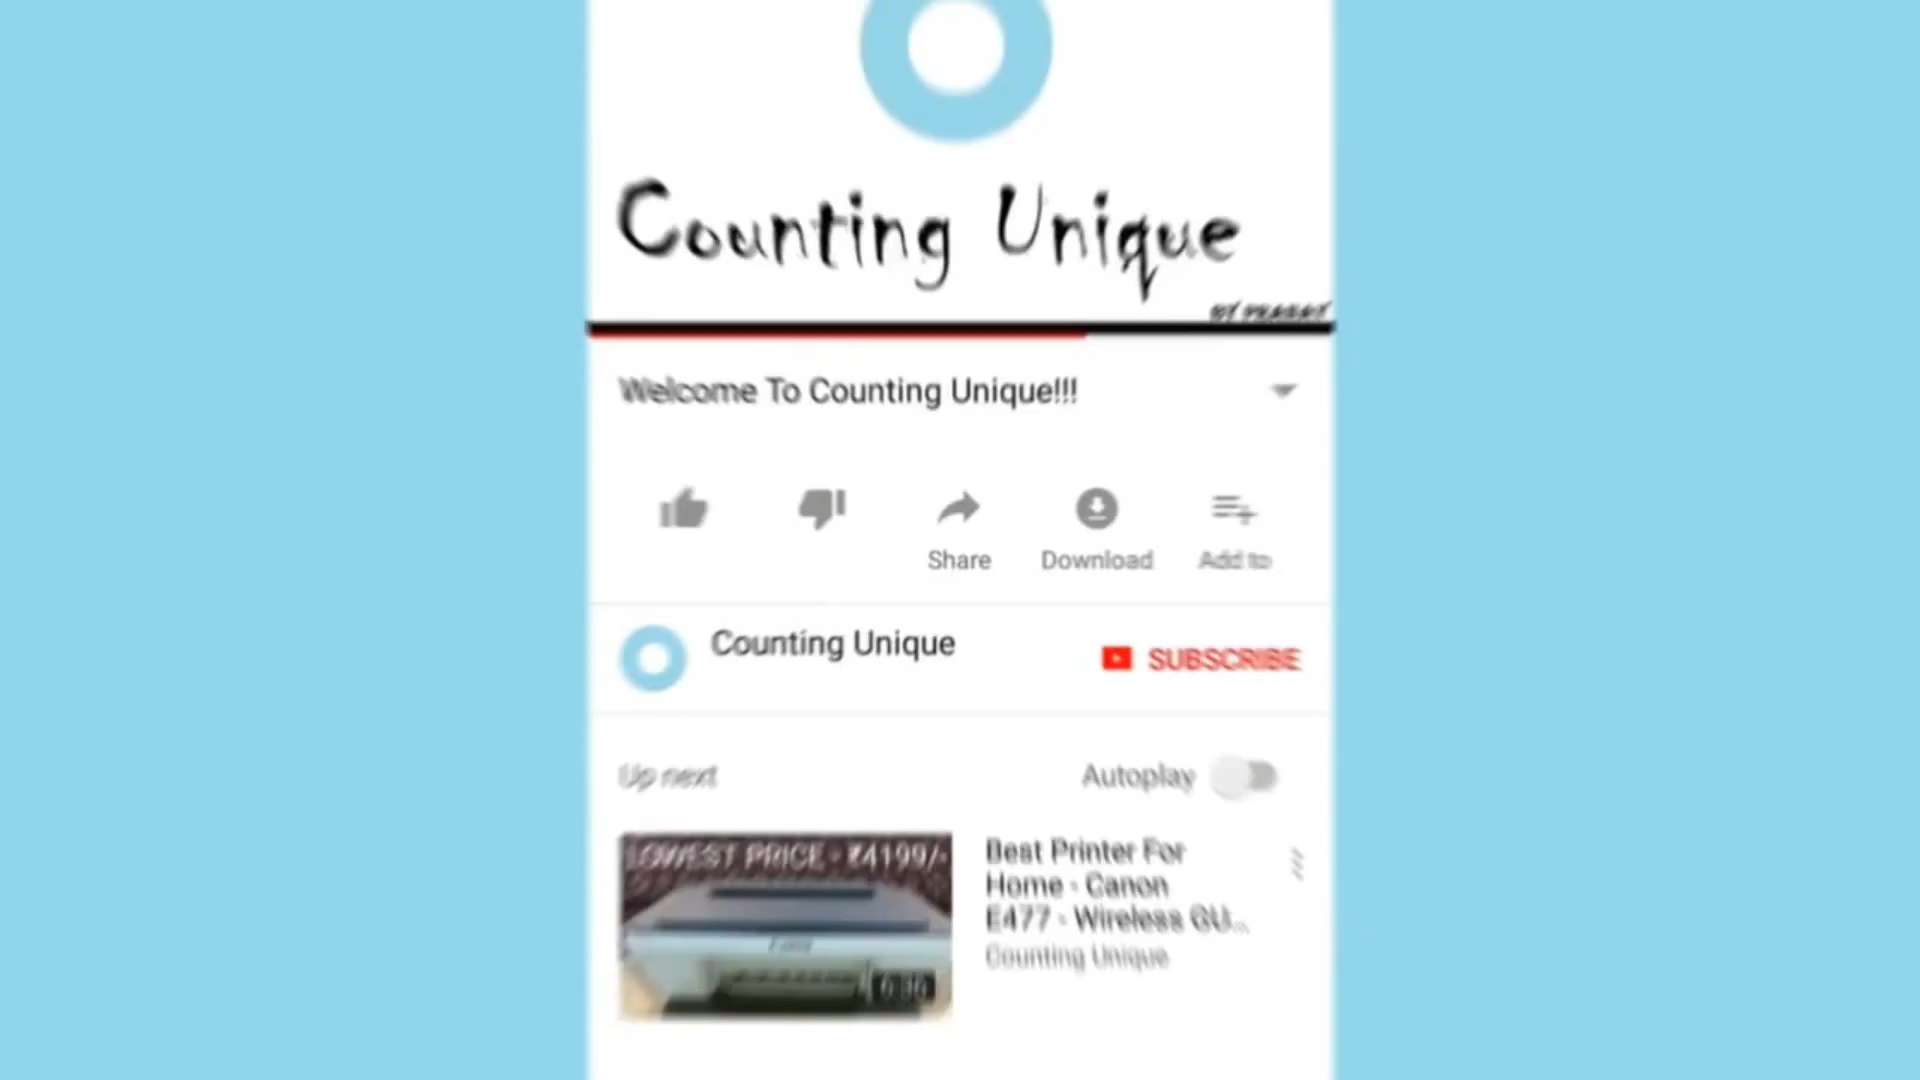 Counting Unique
Welcome To Counting Unique!!!
Share
Download
Add to
Counting Unique
SUBSCRIBE
Up next
Autoplay
LOWEST PRICE - ₹4199/-
Best Printer For
Home - Canon
E477 - Wireless
Counting Unique